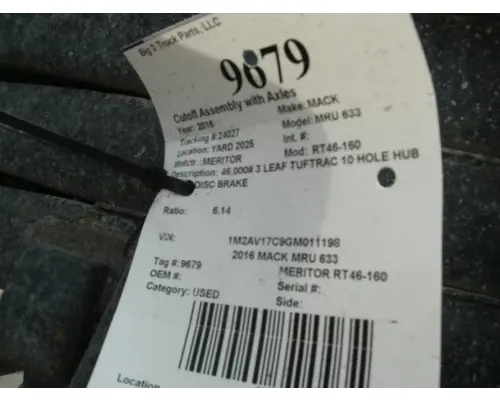 Big 3 Truck Parts, LLC
9679
Cutoff Assembly with Axles
Year: 2016 Make: MACK
Tracking #:24027 Model: MRU 633
Location: YARD 2025 Int. #:
Mnfctr.:MERITOR Mod: RT46-160
Description: 46,000# 3 LEAF TUFTRAC 10 HOLE HUB
DISC BRAKE
Ratio: 6.14
VIN: 1M2AV17C9GM011198
2016 MACK MRU 633
Tag #: 9679 MERITOR RT46-160
OEM #: Serial #:
Category: USED Side:
Location